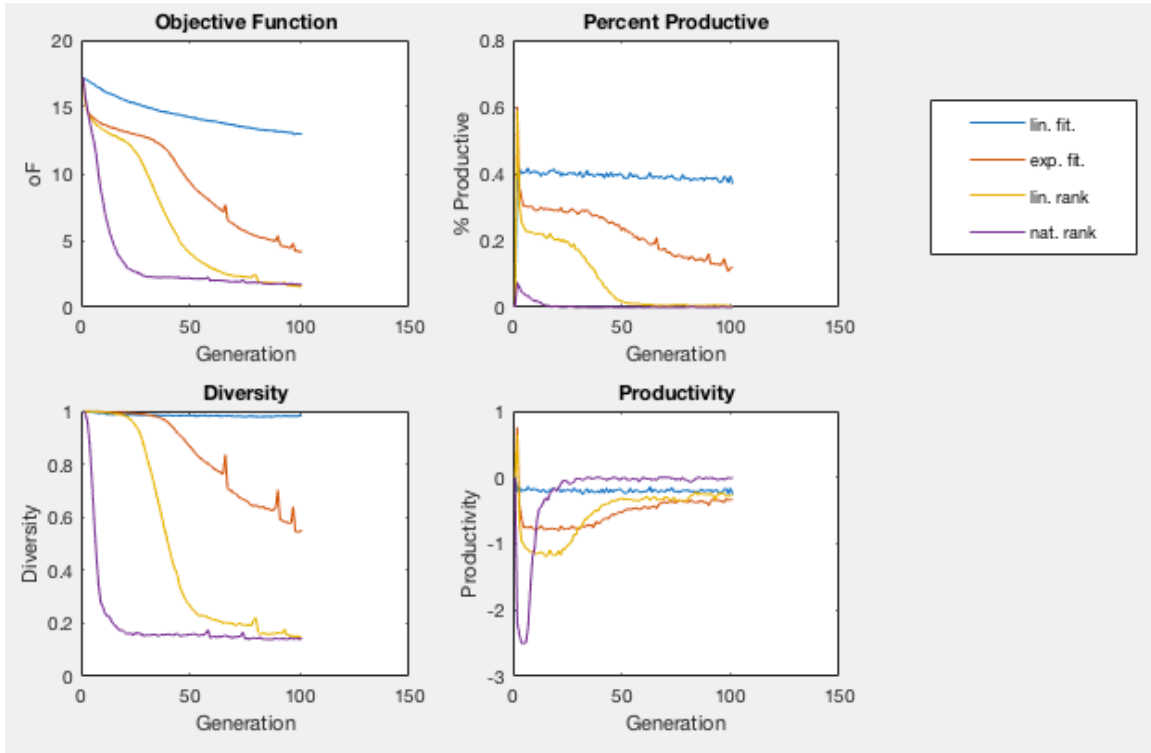 Objective Function
20
15
10
5
0
oF
0 50 100 150
Generation
Percent Productive
0.8
0.6
0.4
0.2
0
% Productive
0 50 100 150
Generation
lin. fit.
exp. fit.
lin. rank
nat. rank
Diversity
1
0.8
0.6
0.4
0.2
0
Diversity
0 50 100 150
Generation
Productivity
1
0
-1
-2
-3
Productivity
0 50 100 150
Generation